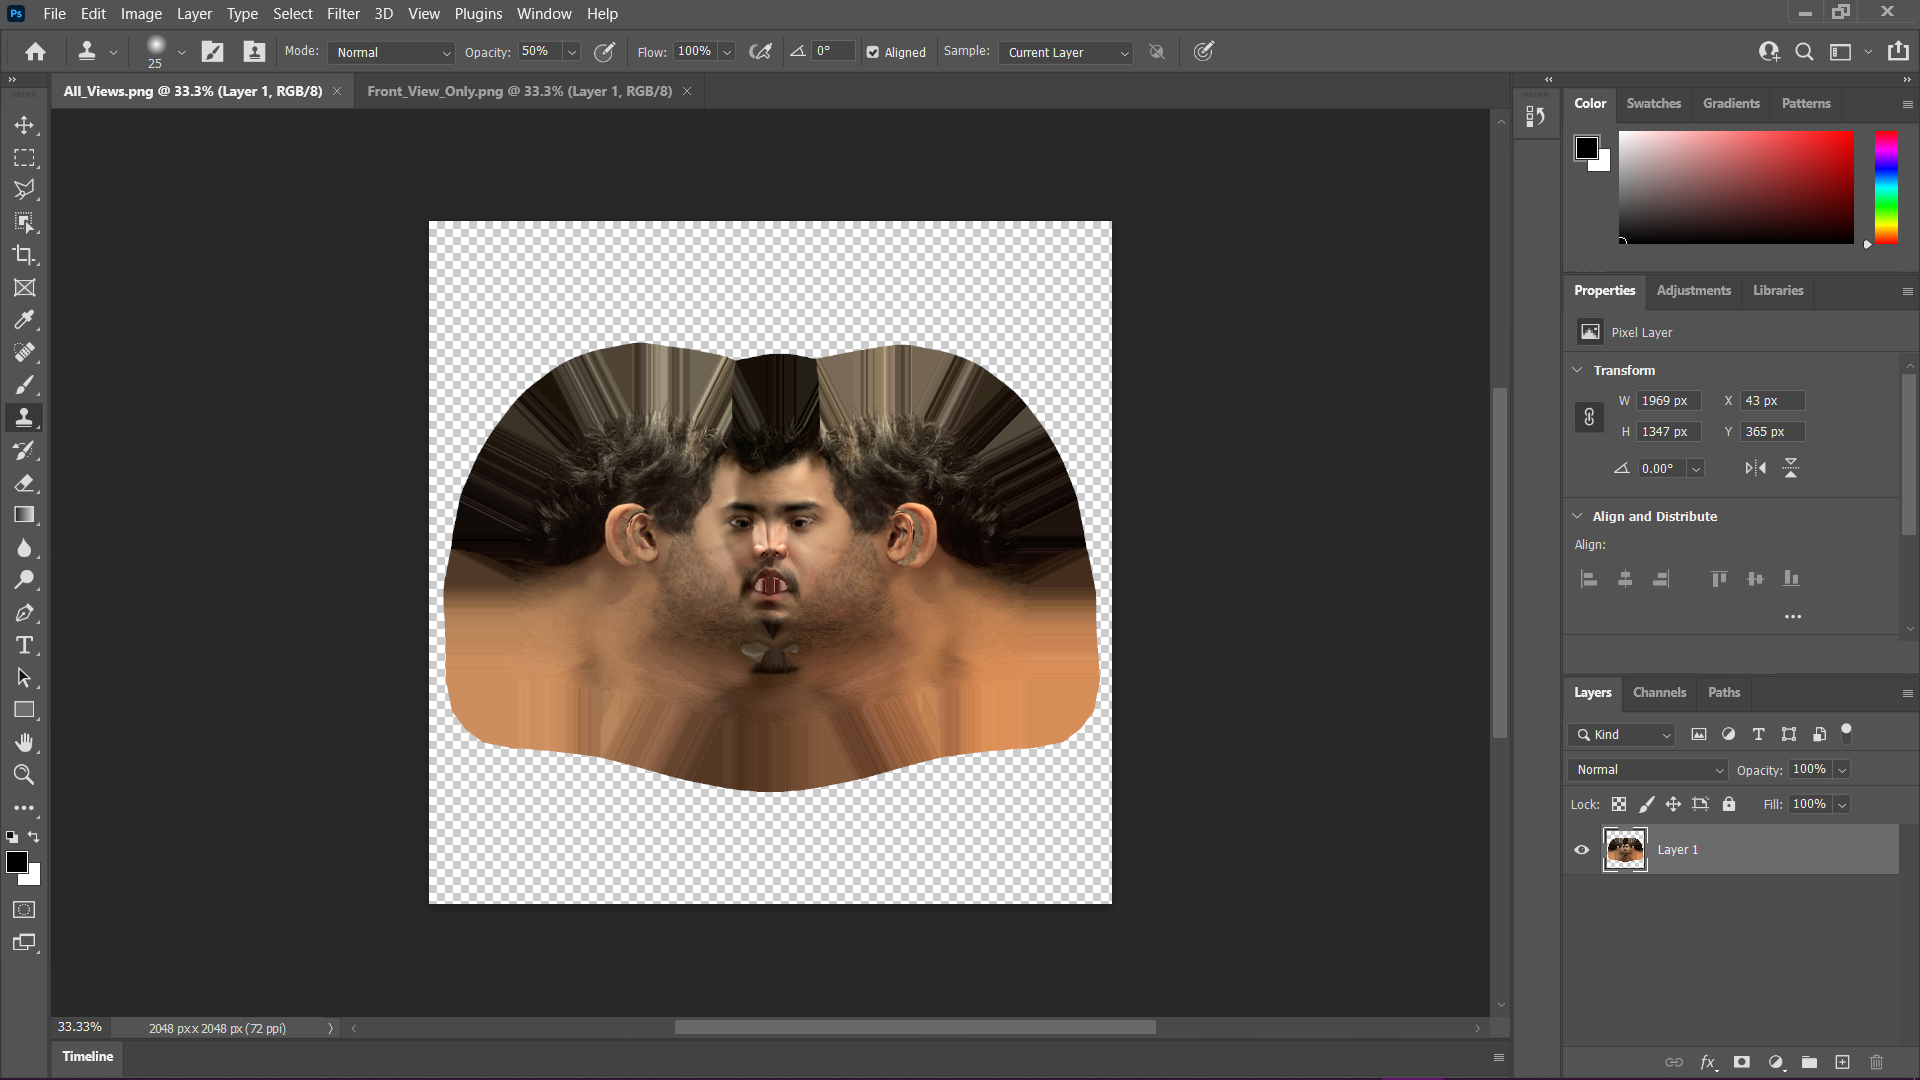 Ps File Edit Image Layer Type Select Filter 3D View Plugins Window Help
25 Mode: Normal Opacity: 50% Flow: 100% 0° Aligned Sample: Current Layer
All_Views.png @ 33.3% (Layer 1, RGB/8) Front_View_Only.png @ 33.3% (Layer 1, RGB/8)
Color Swatches Gradients Patterns
Properties Adjustments Libraries
Pixel Layer
Transform
W 1969 px X 43 px
H 1347 px Y 365 px
0.00°
Align and Distribute
Align:
Layers Channels Paths
Kind
Normal Opacity: 100%
Lock: Fill: 100%
Layer 1
fx
33.33% 2048 px x 2048 px (72 ppi)
Timeline